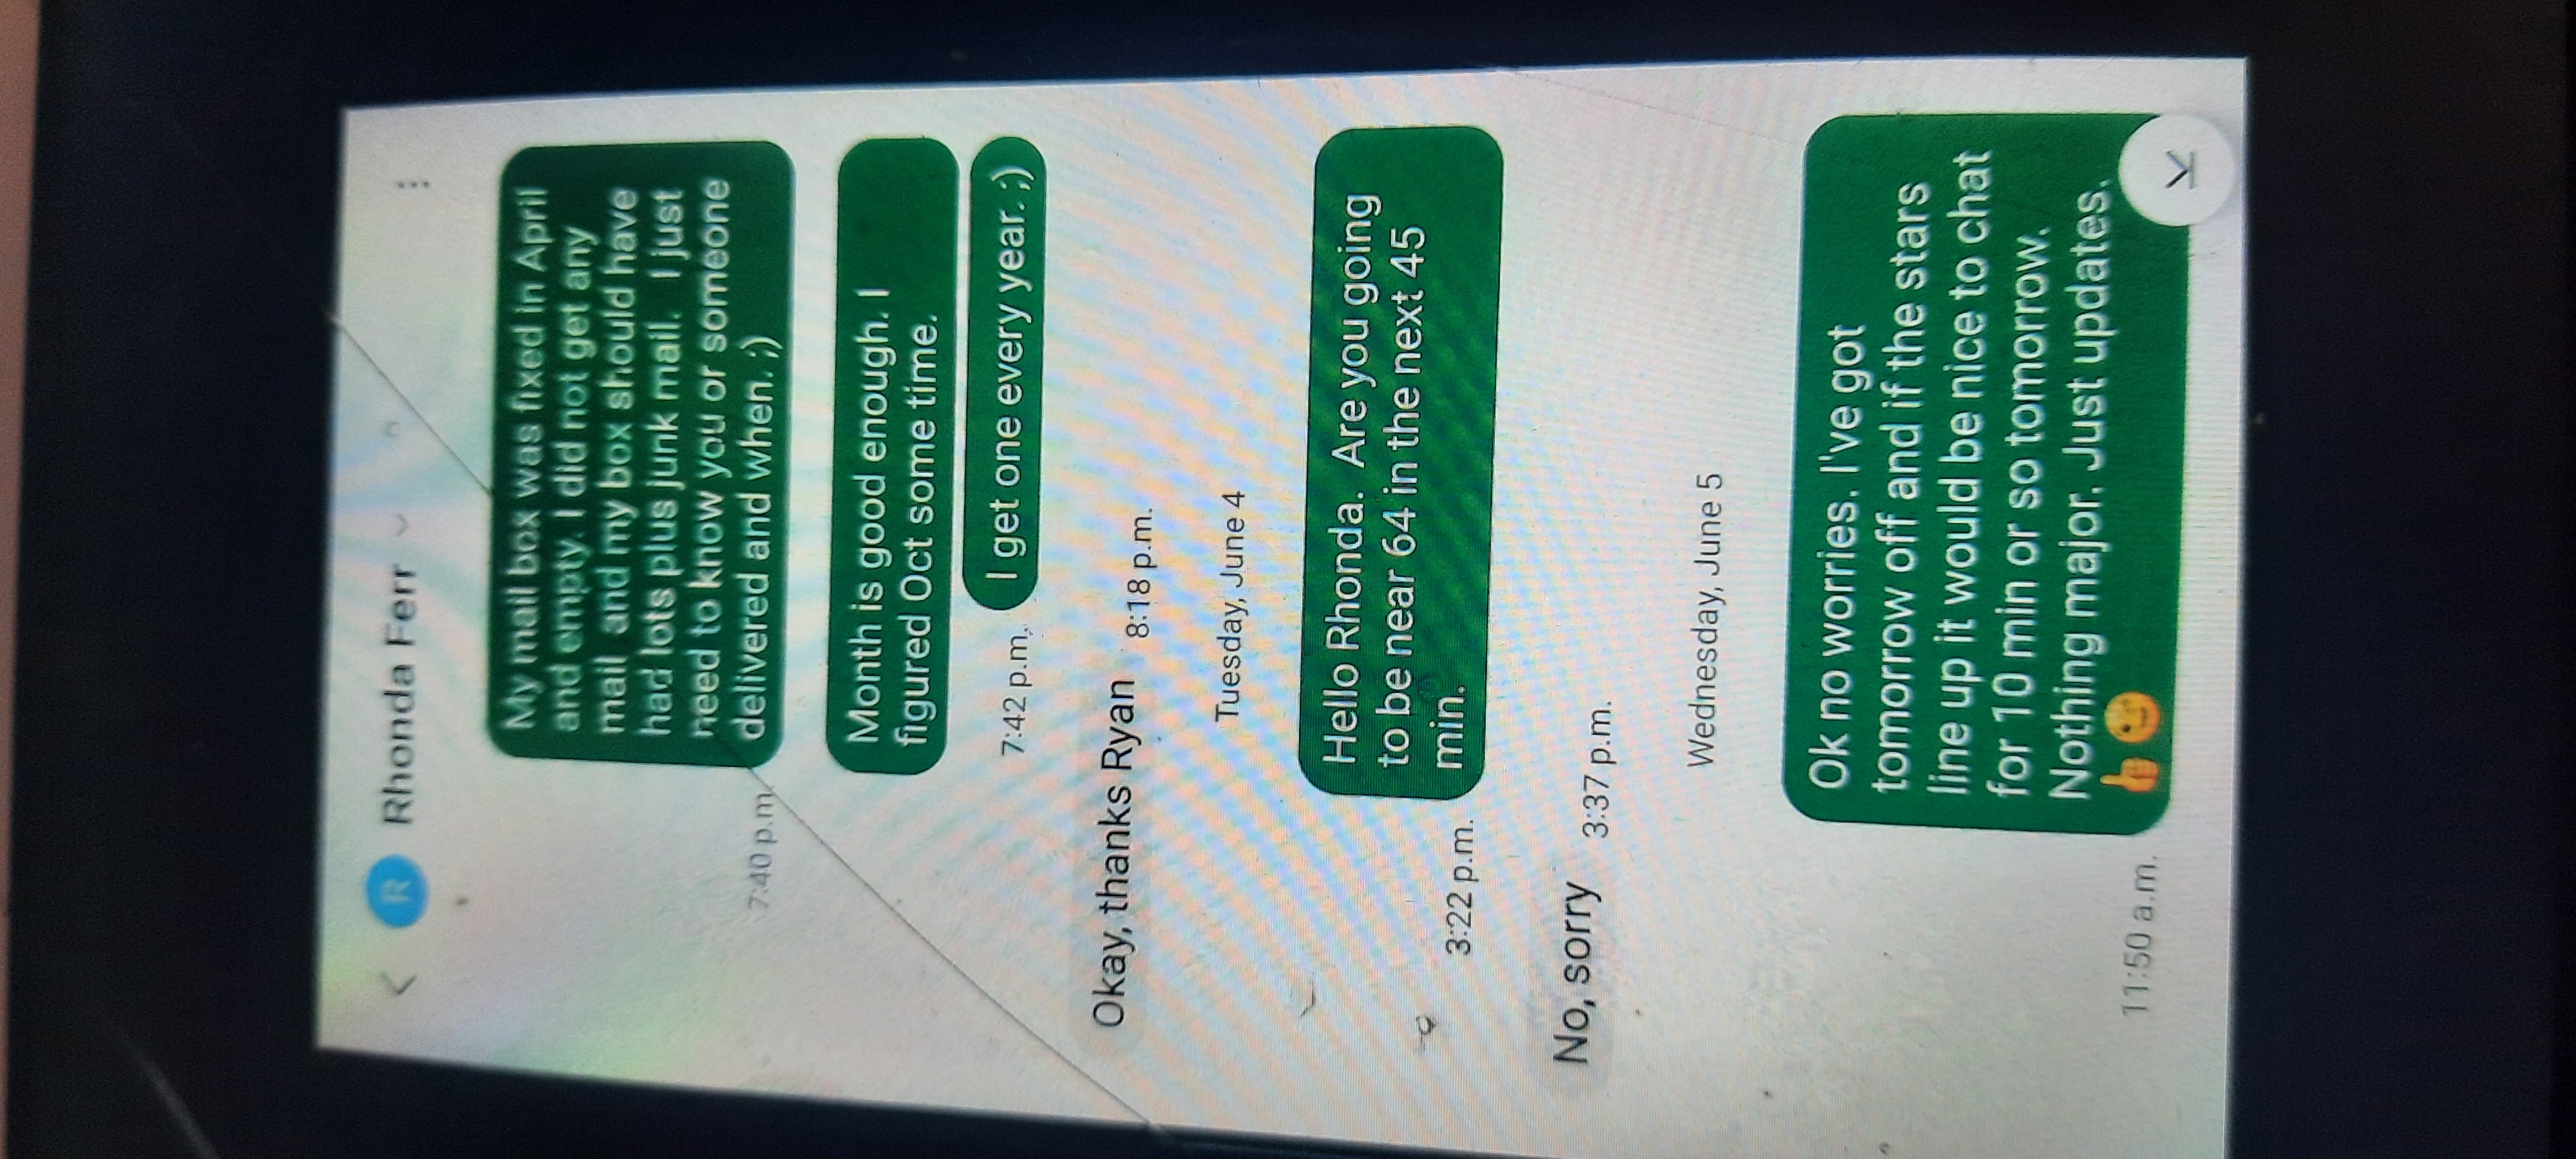 R Rhonda Ferr
My mail box was fixed in April
and empty. I did not get any
mail and my box should have
had lots plus junk mail. I just
need to know you or someone
delivered and when. ;)
7:40 p.m.
Month is good enough. I
figured Oct some time.
I get one every year. ;)
7:42 p.m.
Okay, thanks Ryan
8:18 p.m.
Tuesday, June 4
Hello Rhonda. Are you going
to be near 64 in the next 45
min.
3:22 p.m.
No, sorry
3:37 p.m.
Wednesday, June 5
Ok no worries. I've got
tomorrow off and if the stars
line up it would be nice to chat
for 10 min or so tomorrow.
Nothing major. Just updates.
👍😉
11:50 a.m.